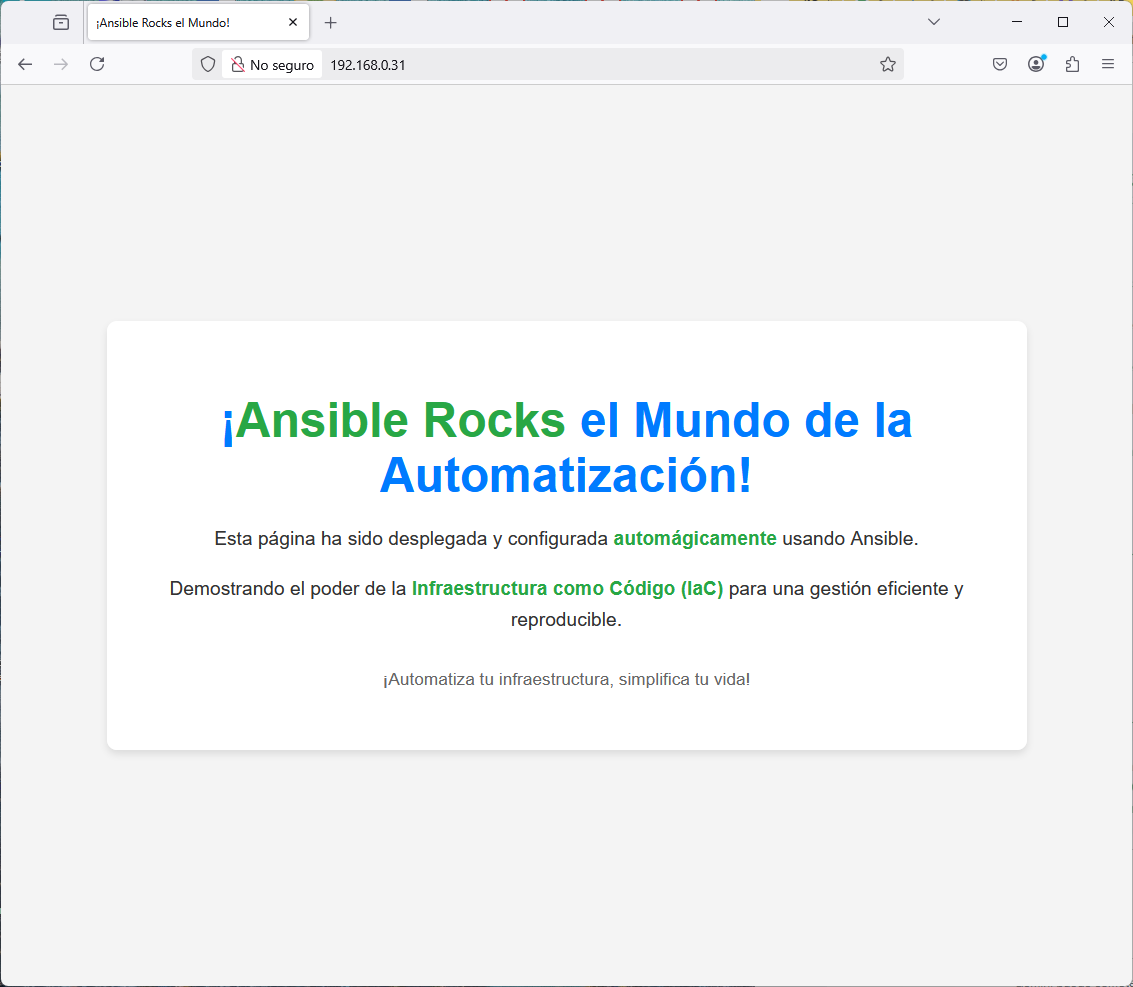 ¡Ansible Rocks el Mundo!
No seguro
192.168.0.31
¡Ansible Rocks el Mundo de la
Automatización!
Esta página ha sido desplegada y configurada automágicamente usando Ansible.
Demostrando el poder de la Infraestructura como Código (IaC) para una gestión eficiente y
reproducible.
¡Automatiza tu infraestructura, simplifica tu vida!